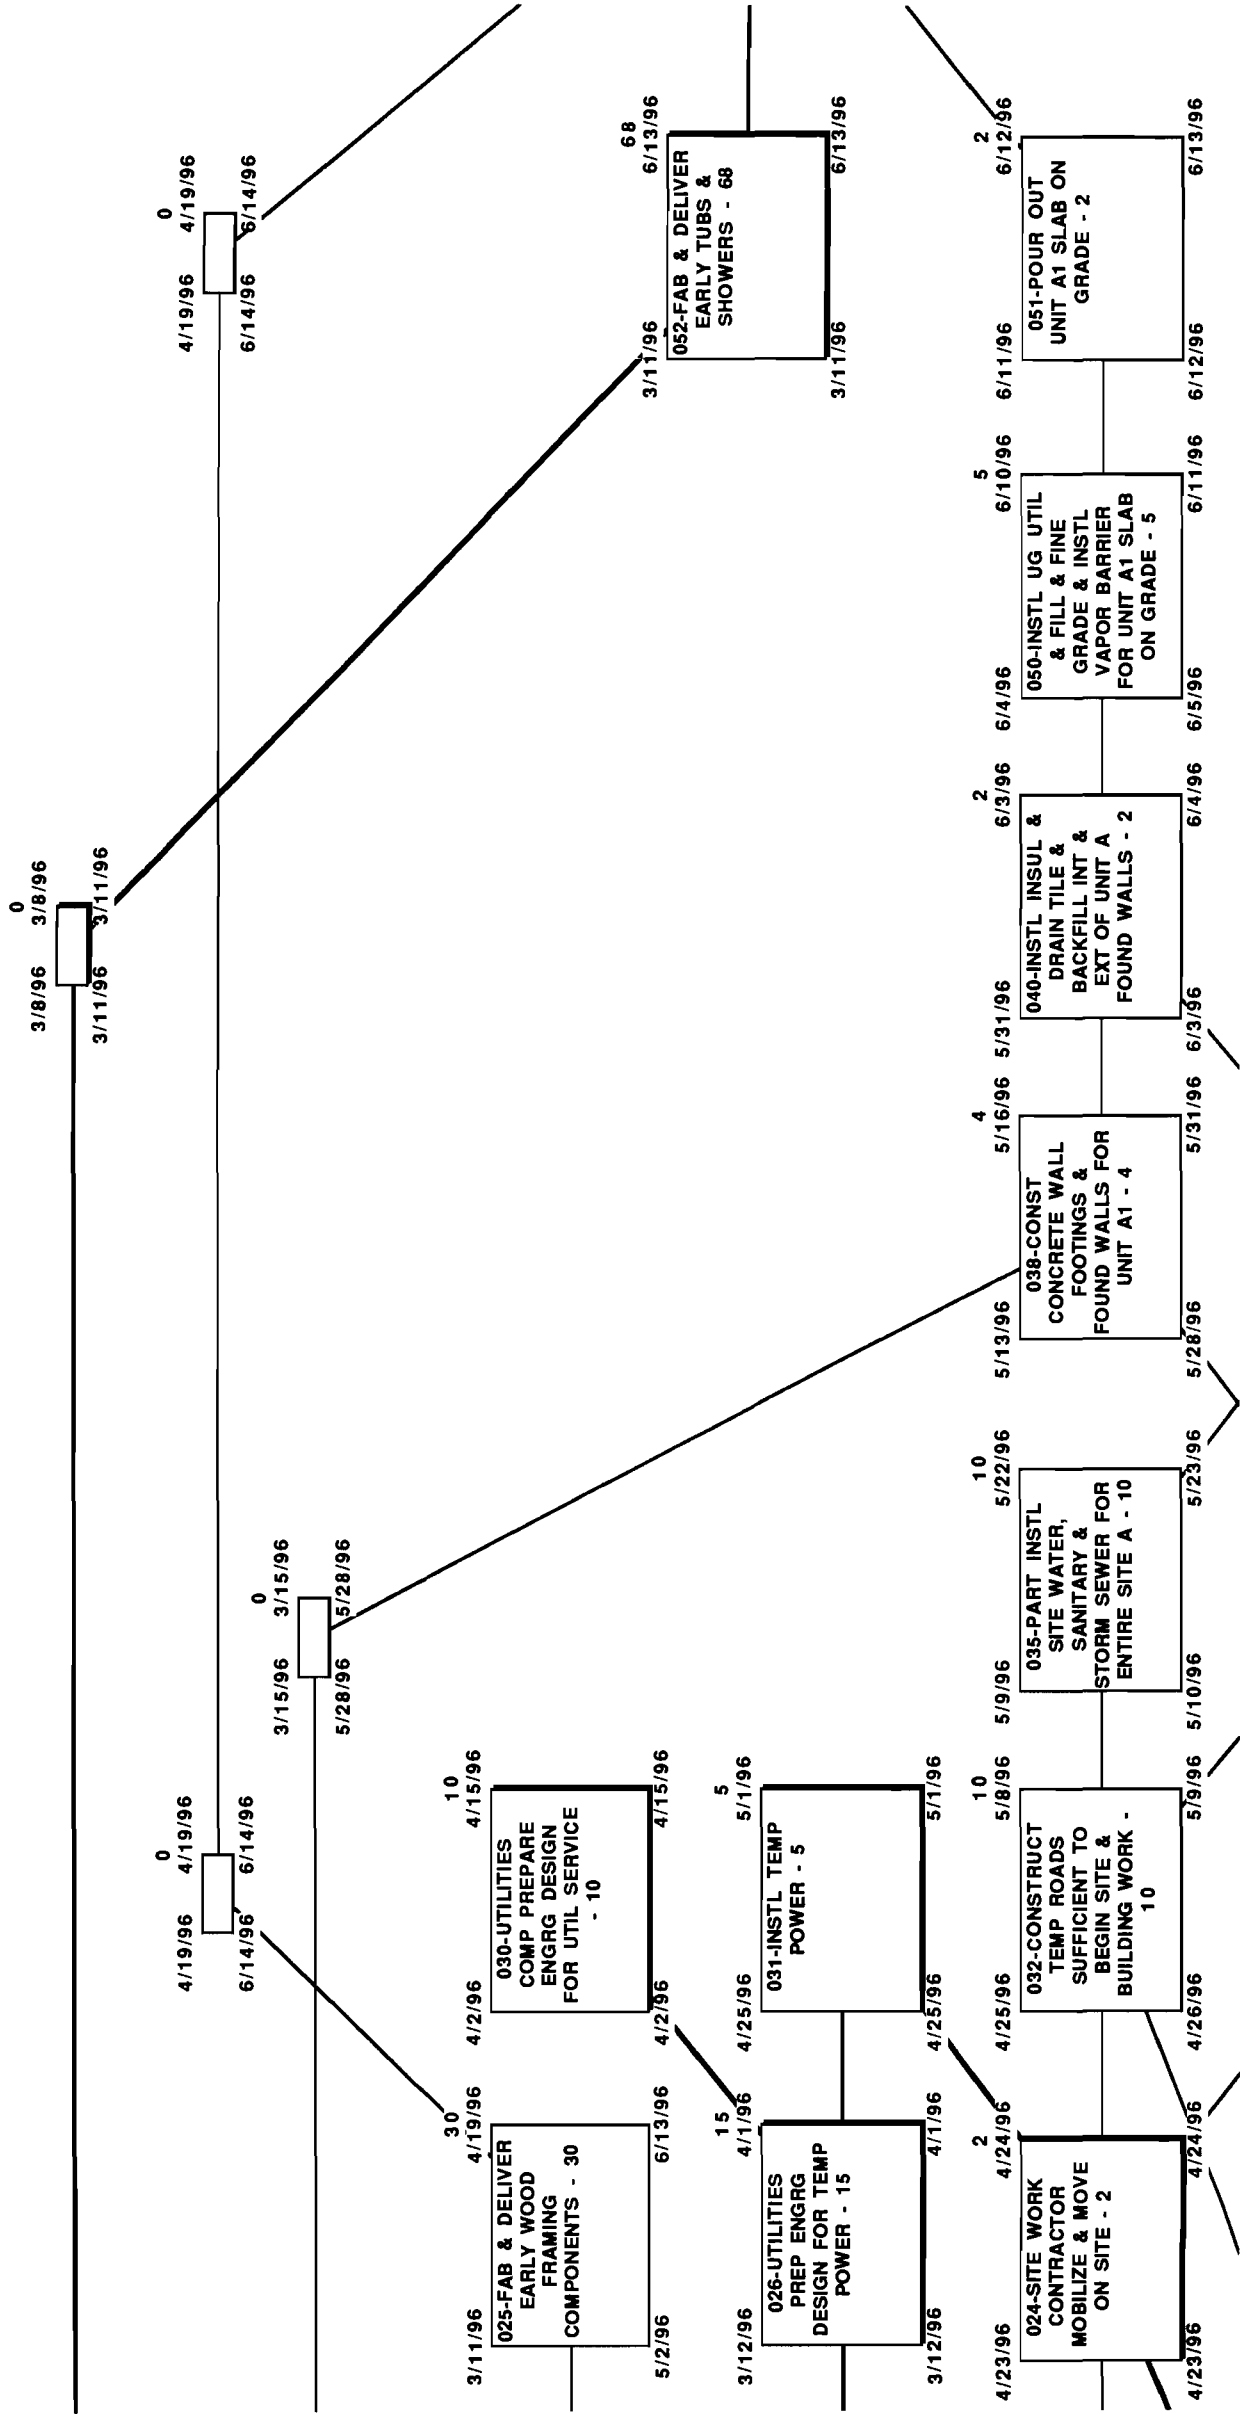 0
3/8/96 3/8/96
3/11/96 3/11/96
0
4/19/96 4/19/96
6/14/96 6/14/96
0
4/19/96 4/19/96
6/14/96 6/14/96
0
3/15/96 3/15/96
5/28/96 5/28/96
30
3/11/96 4/19/96
025-FAB & DELIVER
EARLY WOOD
FRAMING
COMPONENTS - 30
5/2/96 6/13/96
10
4/2/96 4/15/96
030-UTILITIES
COMP PREPARE
ENGRG DESIGN
FOR UTIL SERVICE
- 10
4/2/96 4/15/96
68
3/11/96 6/13/96
052-FAB & DELIVER
EARLY TUBS &
SHOWERS - 68
3/11/96 6/13/96
15
3/12/96 4/1/96
026-UTILITIES
PREP ENGRG
DESIGN FOR TEMP
POWER - 15
3/12/96 4/1/96
5
4/25/96 5/1/96
031-INSTL TEMP
POWER - 5
4/25/96 5/1/96
2
4/23/96 4/24/96
024-SITE WORK
CONTRACTOR
MOBILIZE & MOVE
ON SITE - 2
4/23/96 4/24/96
10
4/25/96 5/8/96
032-CONSTRUCT
TEMP ROADS
SUFFICIENT TO
BEGIN SITE &
BUILDING WORK -
10
4/26/96 5/9/96
10
5/9/96 5/22/96
035-PART INSTL
SITE WATER,
SANITARY &
STORM SEWER FOR
ENTIRE SITE A - 10
5/10/96 5/23/96
4
5/13/96 5/16/96
038-CONST
CONCRETE WALL
FOOTINGS &
FOUND WALLS FOR
UNIT A1 - 4
5/28/96 5/31/96
2
5/31/96 6/3/96
040-INSTL INSUL &
DRAIN TILE &
BACKFILL INT &
EXT OF UNIT A
FOUND WALLS - 2
6/3/96 6/4/96
5
6/4/96 6/10/96
050-INSTL UG UTIL
& FILL & FINE
GRADE & INSTL
VAPOR BARRIER
FOR UNIT A1 SLAB
ON GRADE - 5
6/5/96 6/11/96
2
6/11/96 6/12/96
051-POUR OUT
UNIT A1 SLAB ON
GRADE - 2
6/12/96 6/13/96